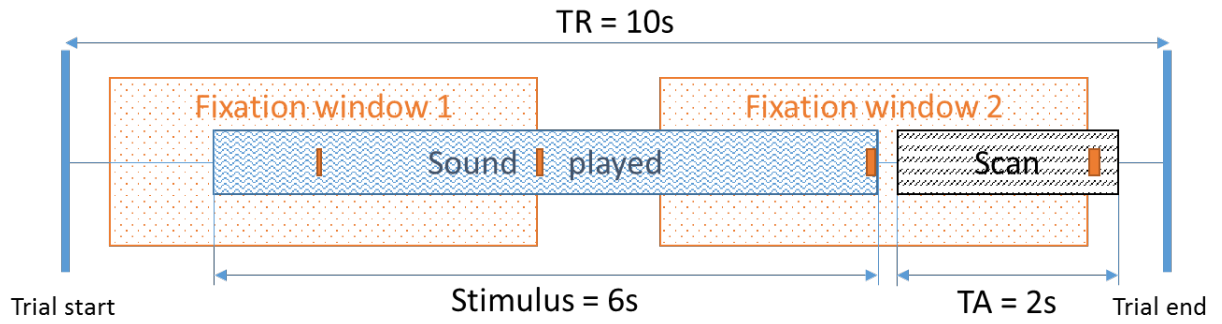 TR = 10s
Fixation window 1
Fixation window 2
Sound played
Scan
Trial start
Stimulus = 6s
TA = 2s
Trial end